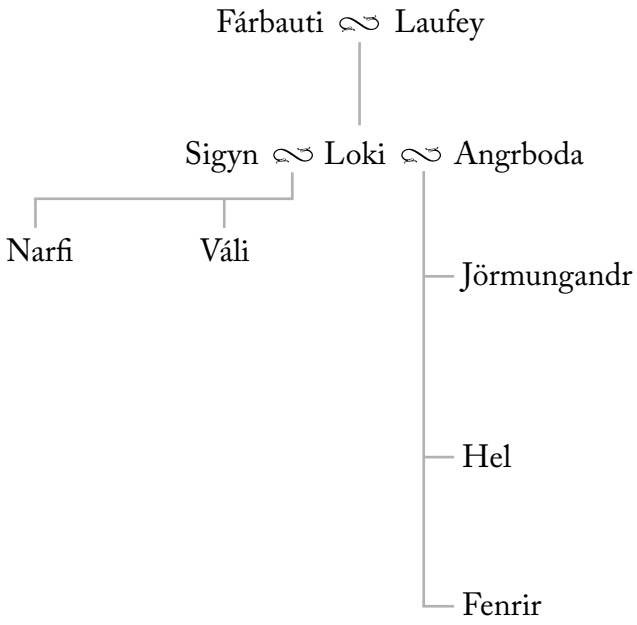 Fárbauti ∾ Laufey
Sigyn ∾ Loki ∾ Angrboda
Narfi Váli
Jörmungandr
Hel
Fenrir